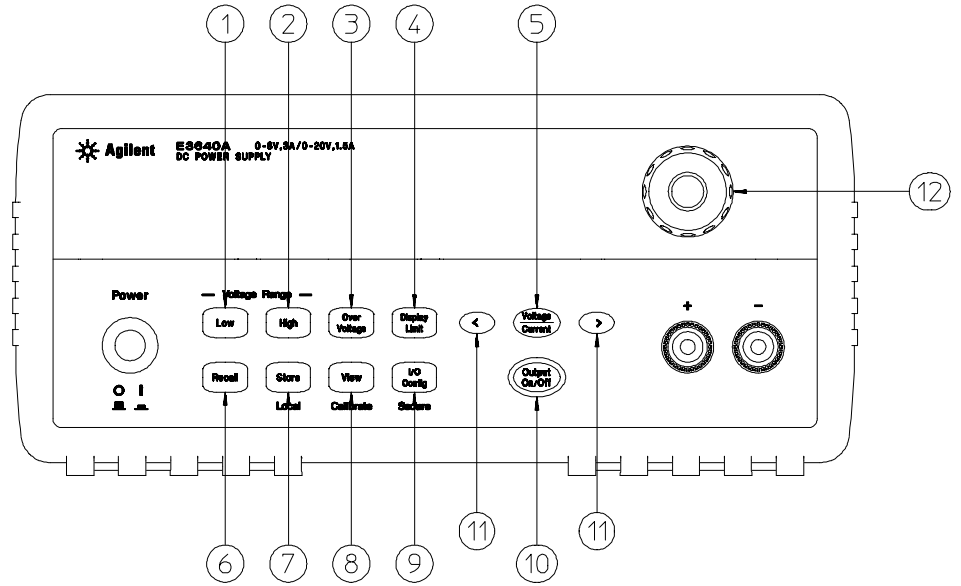 1 2 3 4 5
Agilent E3640A 0-8V,3A/0-20V,1.5A
DC POWER SUPPLY
12
Power
Voltage Range
Low High Over Voltage Display Limit < Voltage Current >
+ -
Recall Store View I/O Config Output On/Off
O I
Local Calibrate Secure
11 11
6 7 8 9 10